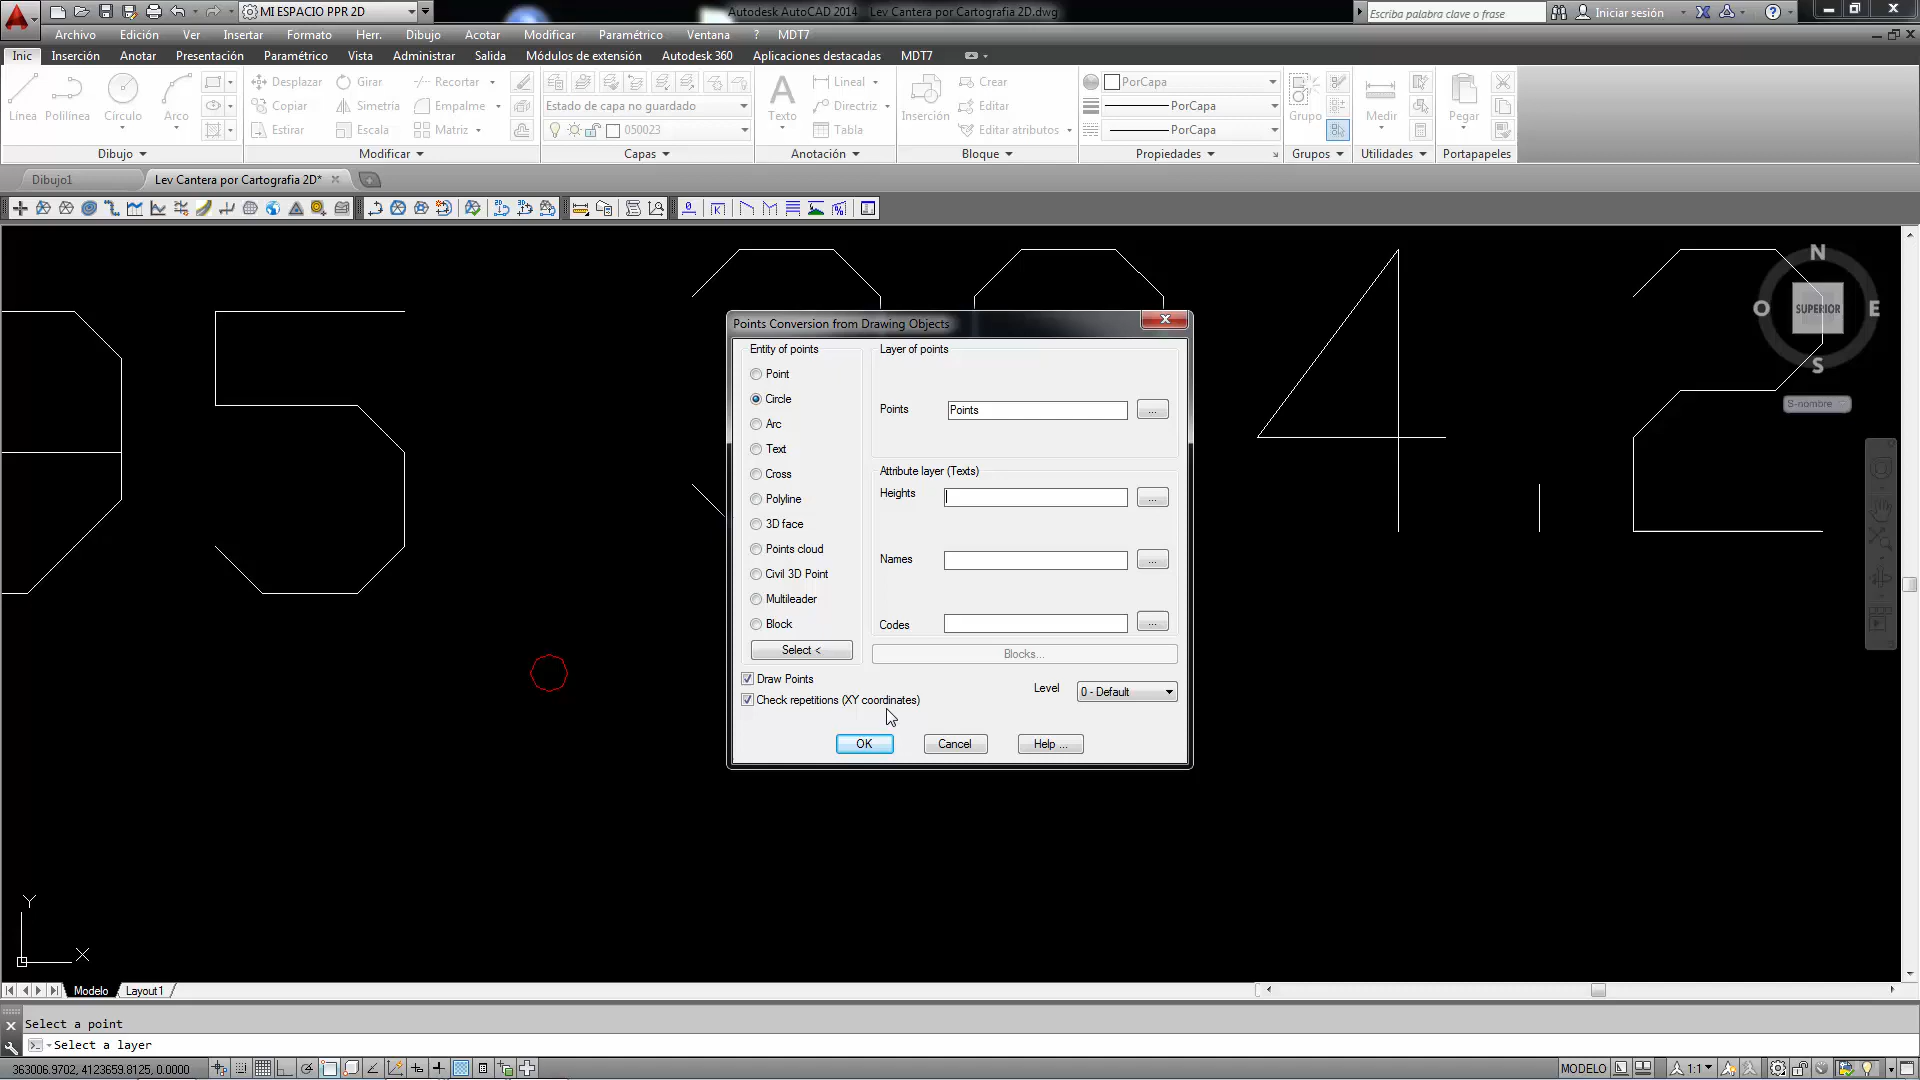 MI ESPACIO PPR 2D
Autodesk AutoCAD 2014 Lev Cantera por Cartografia 2D.dwg
Escriba palabra clave o frase
Iniciar sesión
Archivo Edición Ver Insertar Formato Herr. Dibujo Acotar Modificar Paramétrico Ventana ? MDT7
Inic Inserción Anotar Presentación Paramétrico Vista Administrar Salida Módulos de extensión Autodesk 360 Aplicaciones destacadas MDT7
Desplazar Girar Recortar Lineal Crear PorCapa
Copiar Simetría Empalme Estado de capa no guardado Directriz Editar PorCapa
Línea Polilínea Círculo Arco Texto Inserción Grupo Medir Pegar
Estirar Escala Matriz 050023 Tabla Editar atributos PorCapa
Dibujo Modificar Capas Anotación Bloque Propiedades Grupos Utilidades Portapapeles
Dibujo1 Lev Cantera por Cartografia 2D*
N
O SUPERIOR E
S
S-nombre
Points Conversion from Drawing Objects
Entity of points
Point
Circle
Arc
Text
Cross
Polyline
3D face
Points cloud
Civil 3D Point
Multileader
Block
Select <
Layer of points
Points Points ...
Attribute layer (Texts)
Heights ...
Names ...
Codes ...
Blocks...
Draw Points
Check repetitions (XY coordinates)
Level 0 - Default
OK Cancel Help ...
5 4 . 2
Y
X
Modelo Layout1
Select a point
Select a layer
363006.9702, 4123659.8125, 0.0000
MODELO 1:1